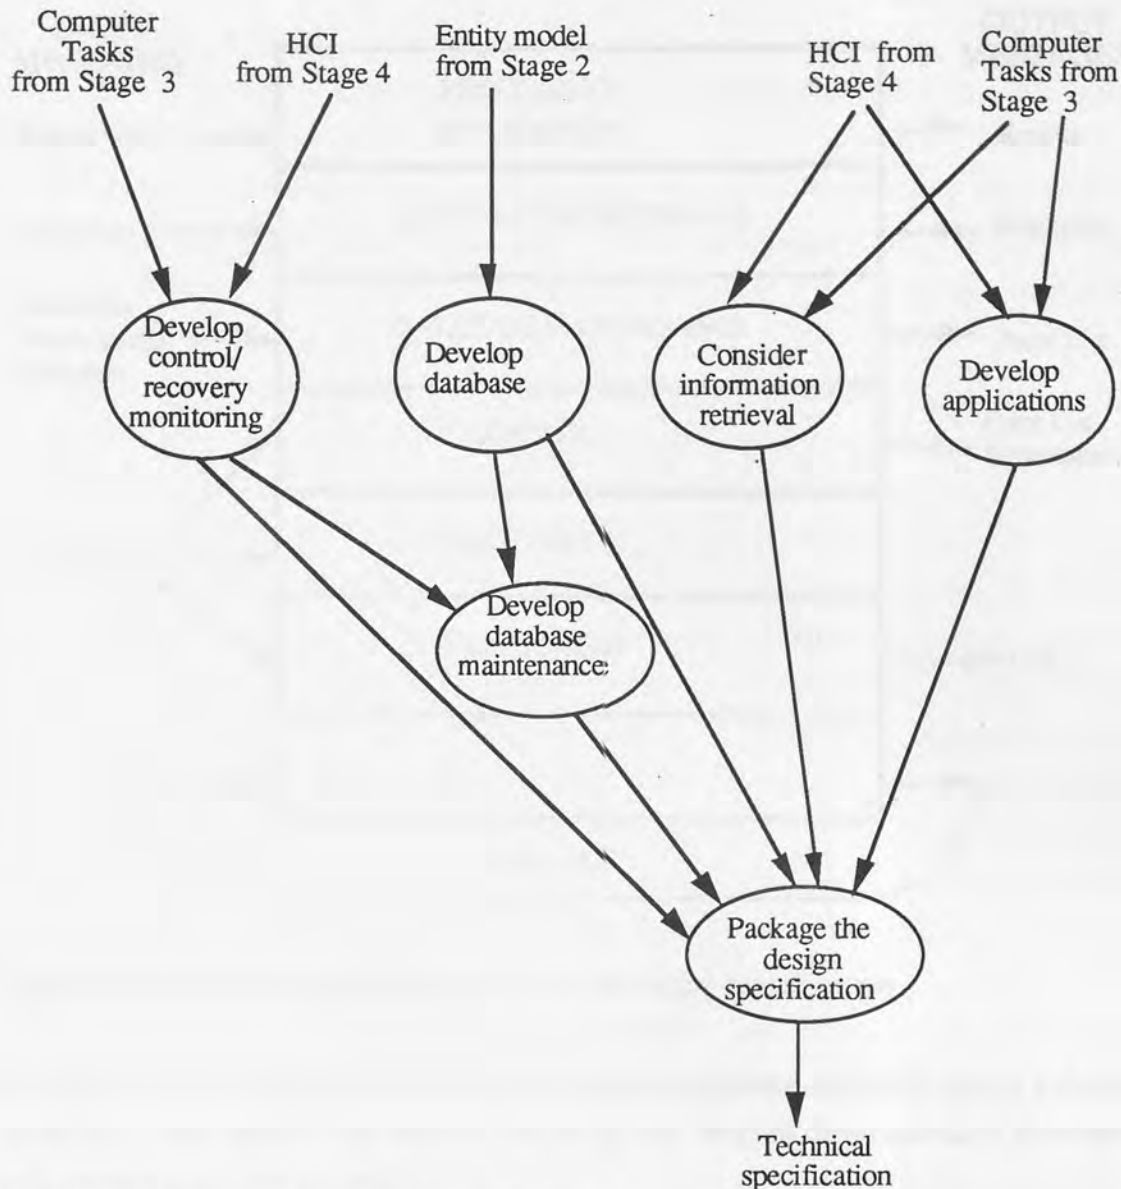 Computer
Tasks
from Stage 3
HCI
from Stage 4
Entity model
from Stage 2
HCI from
Stage 4
Computer
Tasks from
Stage 3
Develop
control/
recovery
monitoring
Develop
database
Consider
information
retrieval
Develop
applications
Develop
database
maintenance
Package the
design
specification
Technical
specification